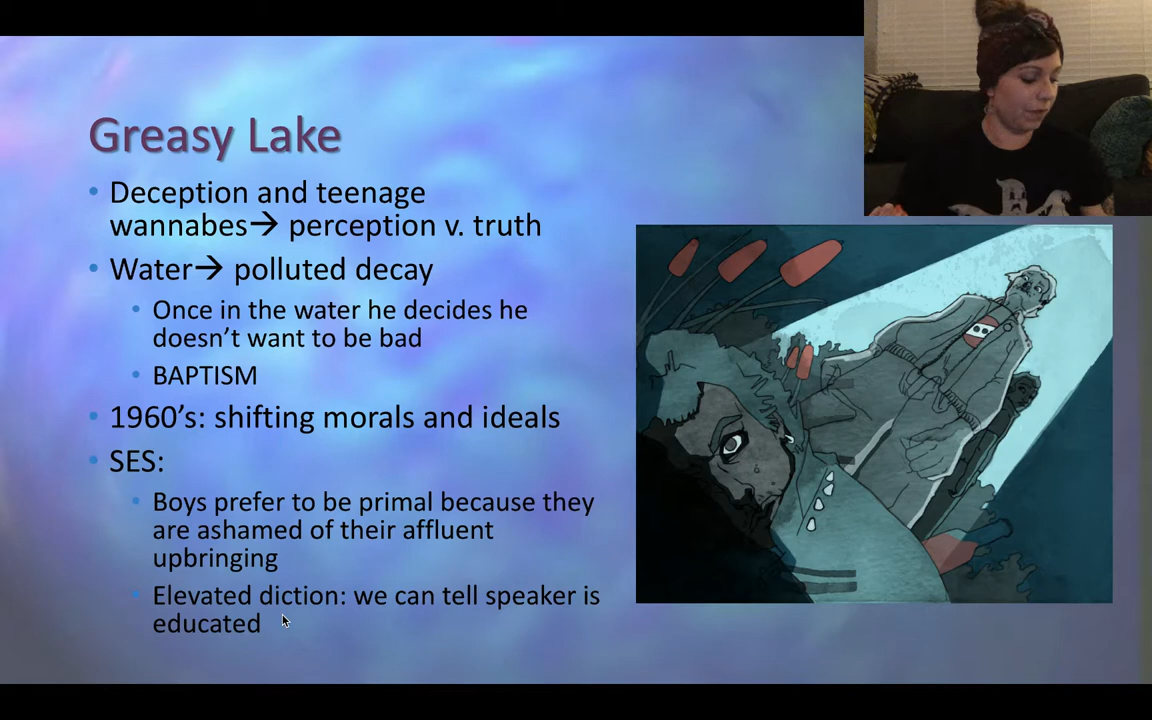 Greasy Lake
• Deception and teenage
wannabes→ perception v. truth
• Water→ polluted decay
• Once in the water he decides he
doesn’t want to be bad
• BAPTISM
• 1960’s: shifting morals and ideals
• SES:
• Boys prefer to be primal because they
are ashamed of their affluent
upbringing
• Elevated diction: we can tell speaker is
educated